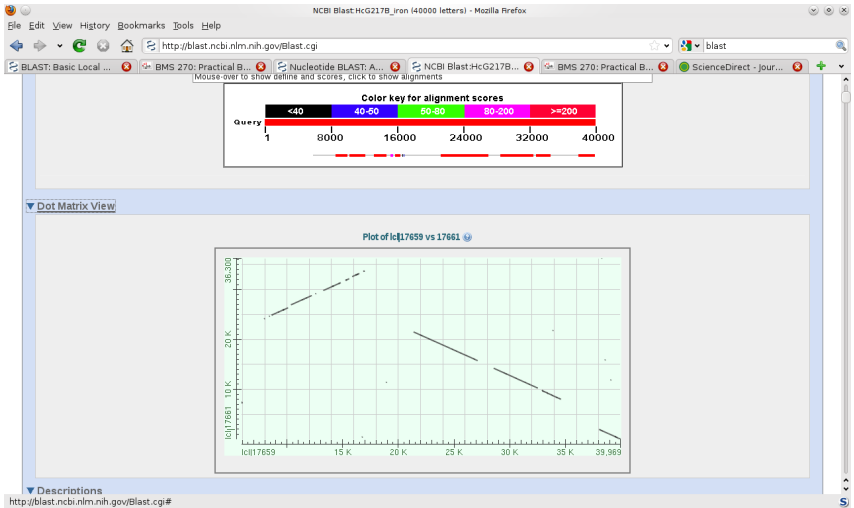 NCBI Blast:HcG217B_iron (40000 letters) - Mozilla Firefox
File Edit View History Bookmarks Tools Help
http://blast.ncbi.nlm.nih.gov/Blast.cgi
blast
BLAST: Basic Local ...
BMS 270: Practical B...
Nucleotide BLAST: A...
NCBI Blast:HcG217B...
BMS 270: Practical B...
ScienceDirect - Jour...
Mouse-over to show defline and scores, click to show alignments
Color key for alignment scores
<40 40-50 50-80 80-200 >=200
Query
1 8000 16000 24000 32000 40000
Dot Matrix View
Plot of lcl|17659 vs 17661
36,300
20 K
10 K
lcl|17661
lcl|17659 15 K 20 K 25 K 30 K 35 K 39,969
Descriptions
http://blast.ncbi.nlm.nih.gov/Blast.cgi#
S